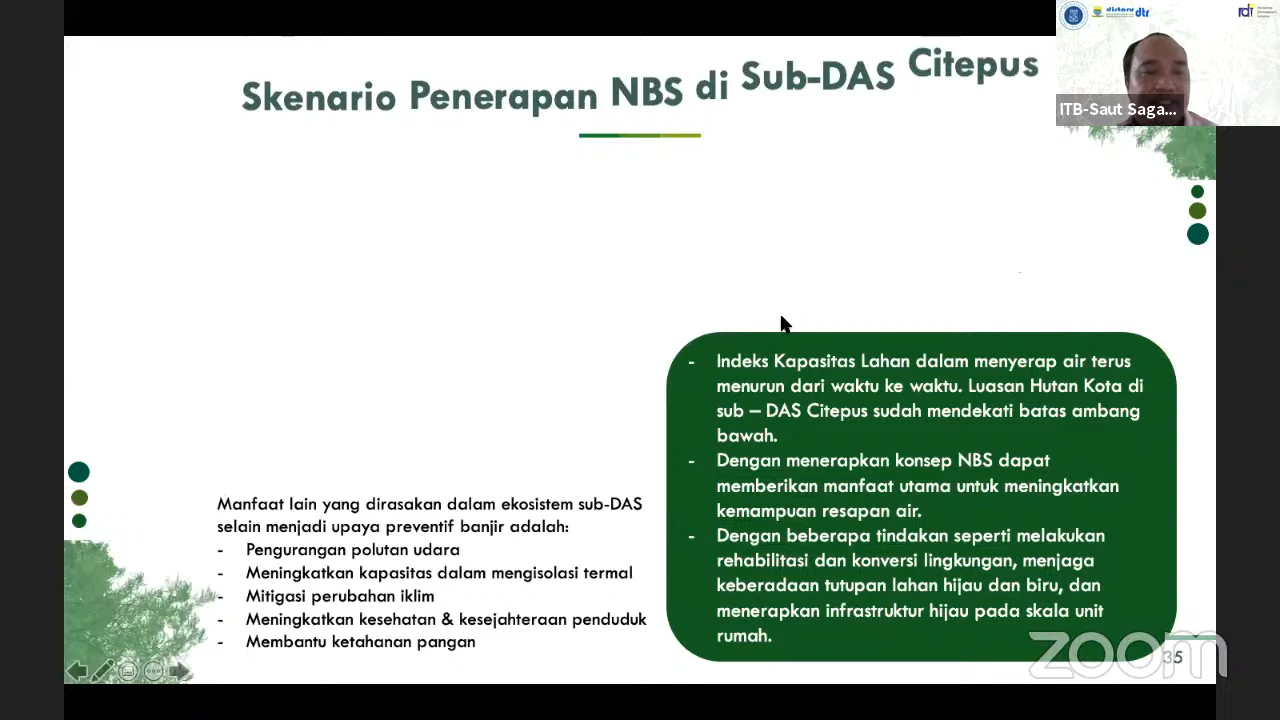 Skenario Penerapan NBS di Sub-DAS Citepus
distaru dtr
rdi
ITB-Saut Saga...
- Indeks Kapasitas Lahan dalam menyerap air terus
menurun dari waktu ke waktu. Luasan Hutan Kota di
sub – DAS Citepus sudah mendekati batas ambang
bawah.
- Dengan menerapkan konsep NBS dapat
memberikan manfaat utama untuk meningkatkan
kemampuan resapan air.
- Dengan beberapa tindakan seperti melakukan
rehabilitasi dan konversi lingkungan, menjaga
keberadaan tutupan lahan hijau dan biru, dan
menerapkan infrastruktur hijau pada skala unit
rumah.
Manfaat lain yang dirasakan dalam ekosistem sub-DAS
selain menjadi upaya preventif banjir adalah:
- Pengurangan polutan udara
- Meningkatkan kapasitas dalam mengisolasi termal
- Mitigasi perubahan iklim
- Meningkatkan kesehatan & kesejahteraan penduduk
- Membantu ketahanan pangan
zoom
35